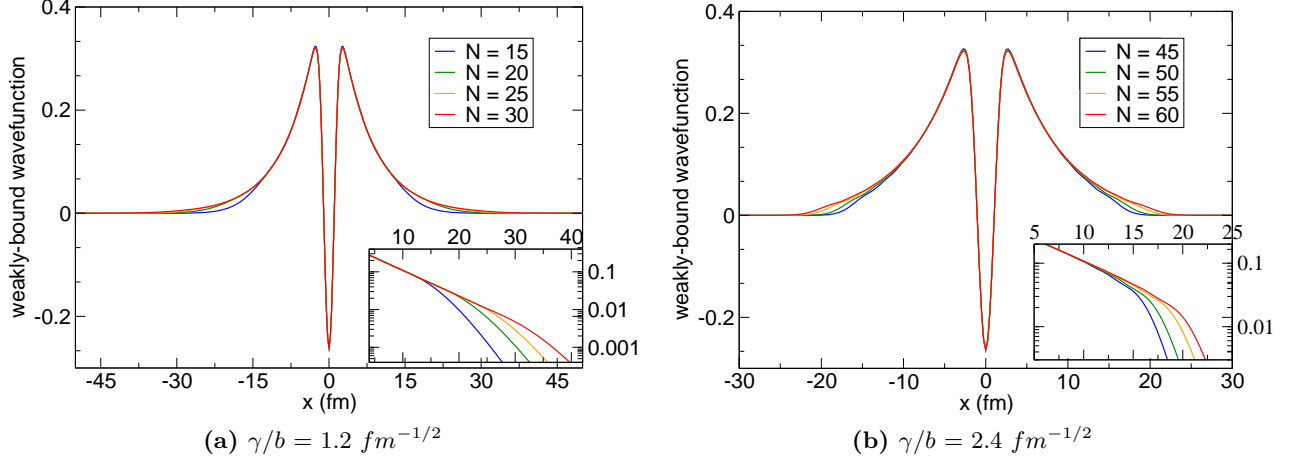 0.4
0.2
0
-0.2
weakly-bound wavefunction
N = 15
N = 20
N = 25
N = 30
10 20 30 40
0.1
0.01
0.001
-45 -30 -15 0 15 30 45
x (fm)
(a) γ/b = 1.2 fm^{-1/2}
0.4
0.2
0
-0.2
weakly-bound wavefunction
N = 45
N = 50
N = 55
N = 60
5 10 15 20 25
0.1
0.01
-30 -20 -10 0 10 20 30
x (fm)
(b) γ/b = 2.4 fm^{-1/2}